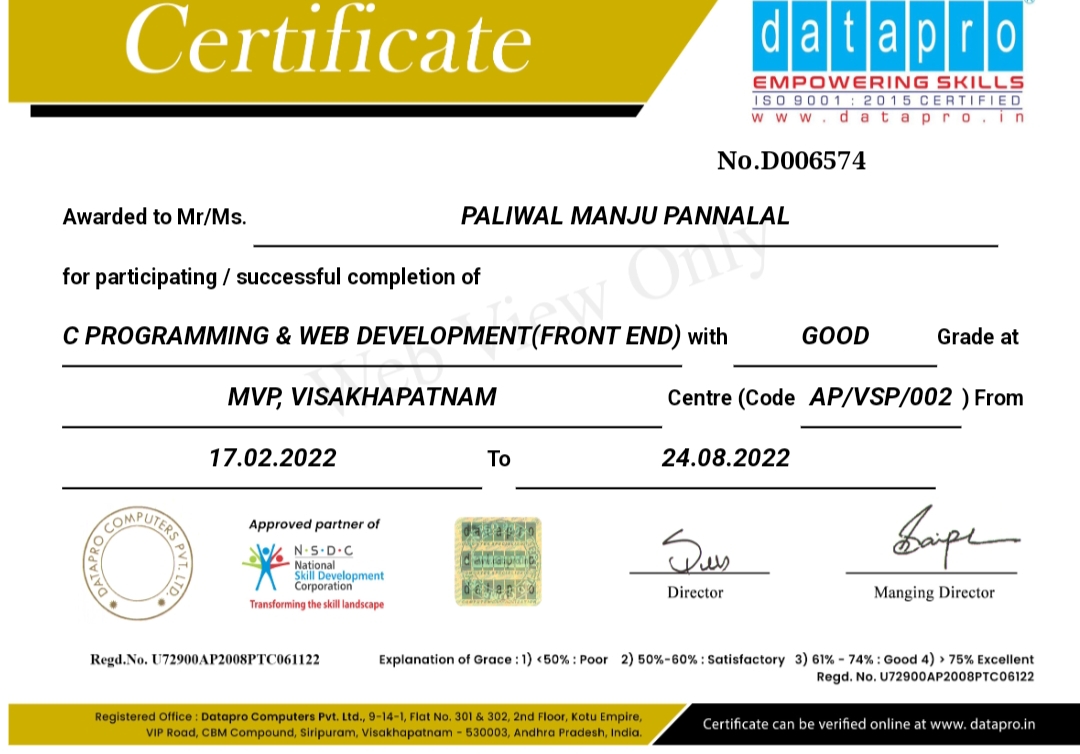 Certificate
datapro
EMPOWERING SKILLS
ISO 9001 : 2015 CERTIFIED
www.datapro.in
No.D006574
Awarded to Mr/Ms. PALIWAL MANJU PANNALAL
for participating / successful completion of
C PROGRAMMING & WEB DEVELOPMENT(FRONT END) with GOOD Grade at
MVP, VISAKHAPATNAM Centre (Code AP/VSP/002 ) From
17.02.2022 To 24.08.2022
Web View Only
DATAPRO COMPUTERS PVT. LTD.
Approved partner of
N·S·D·C
National
Skill Development
Corporation
Transforming the skill landscape
Director
Manging Director
Regd.No. U72900AP2008PTC061122
Explanation of Grace : 1) <50% : Poor 2) 50%-60% : Satisfactory 3) 61% - 74% : Good 4) > 75% Excellent
Regd. No. U72900AP2008PTC06122
Registered Office : Datapro Computers Pvt. Ltd., 9-14-1, Flat No. 301 & 302, 2nd Floor, Kotu Empire,
VIP Road, CBM Compound, Siripuram, Visakhapatnam - 530003, Andhra Pradesh, India.
Certificate can be verified online at www. datapro.in